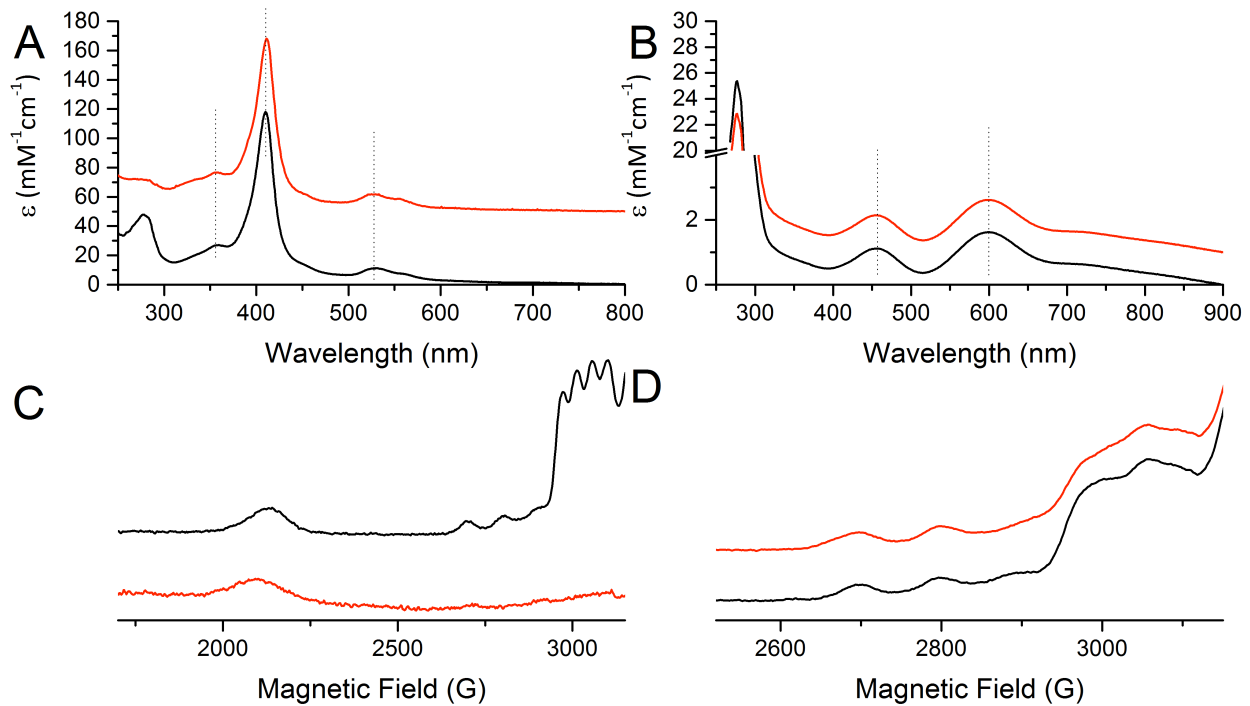 A
180
160
140
120
100
80
60
40
20
0
ε (mM⁻¹cm⁻¹)
300 400 500 600 700 800
Wavelength (nm)
B
30
28
26
24
22
20
2
0
ε (mM⁻¹cm⁻¹)
300 400 500 600 700 800 900
Wavelength (nm)
C
2000 2500 3000
Magnetic Field (G)
D
2600 2800 3000
Magnetic Field (G)